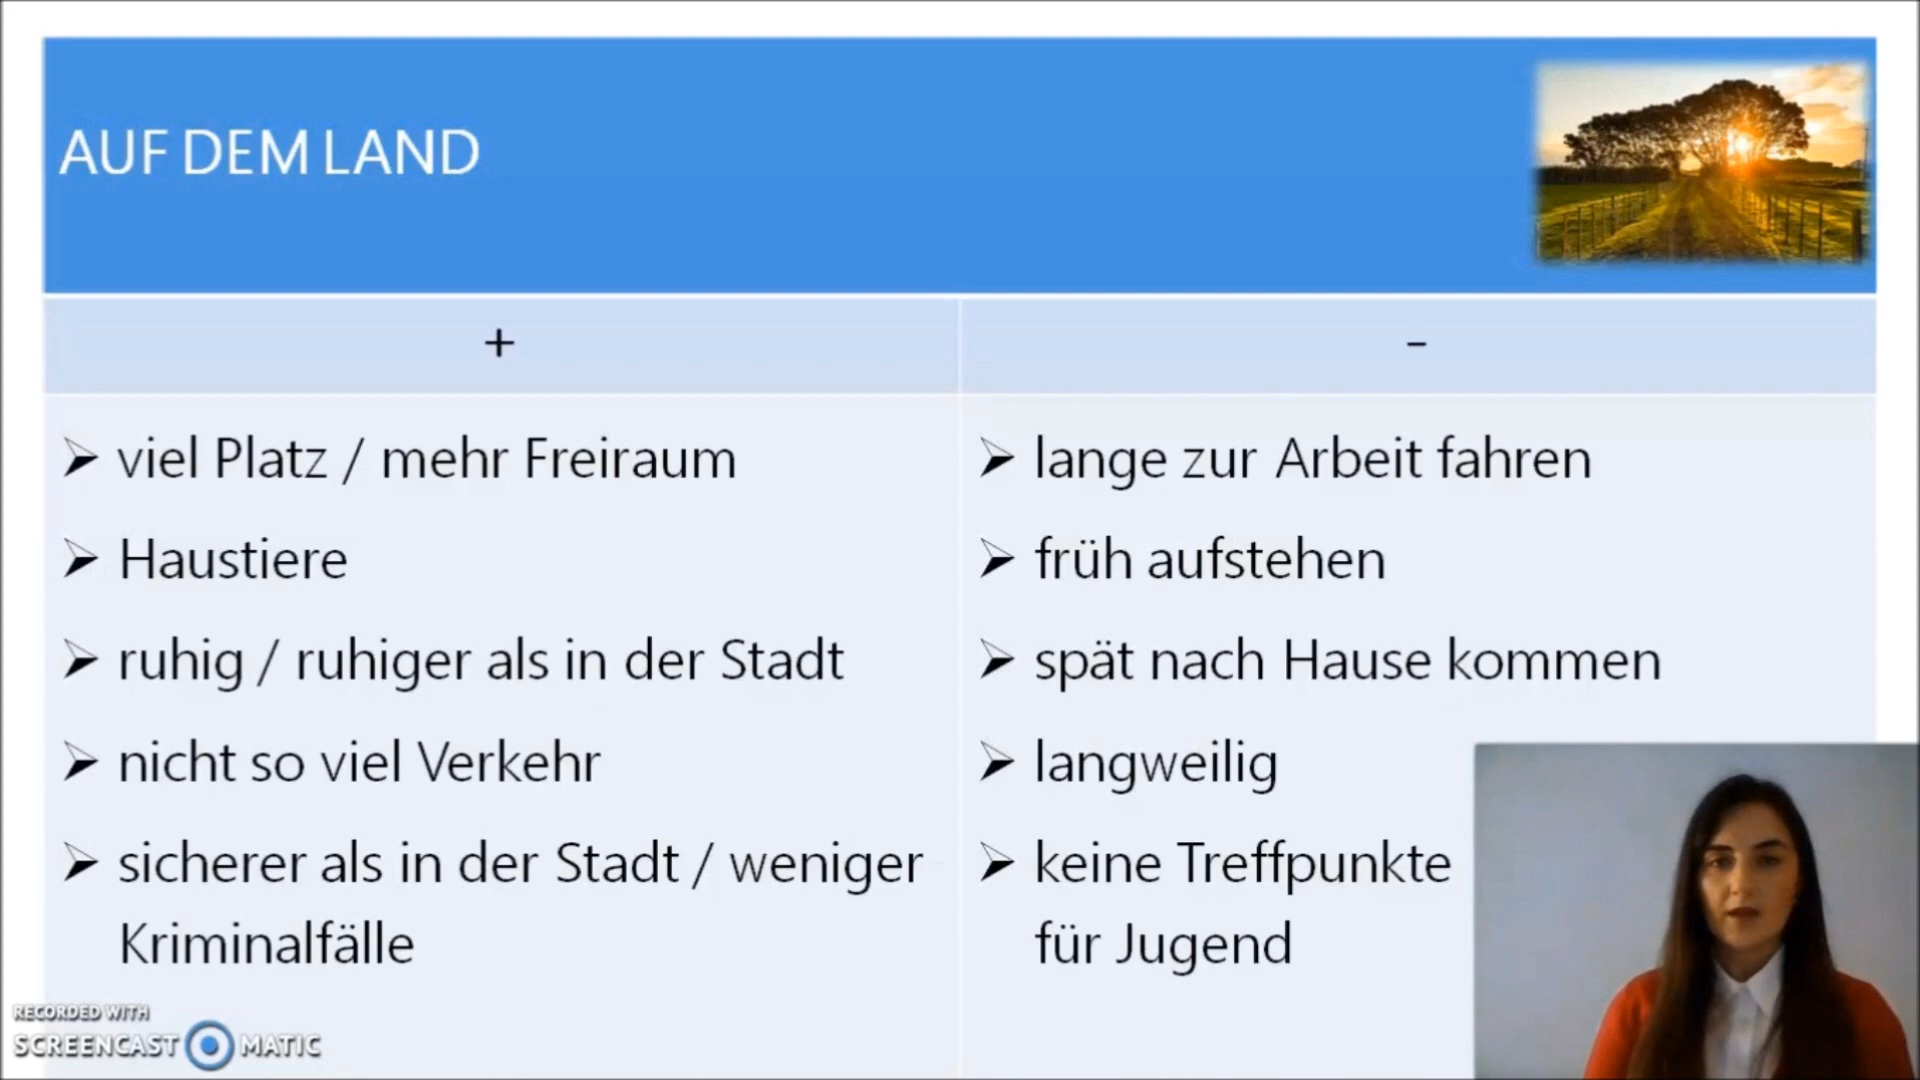 AUF DEM LAND
+
-
viel Platz / mehr Freiraum
Haustiere
ruhig / ruhiger als in der Stadt
nicht so viel Verkehr
sicherer als in der Stadt / weniger
Kriminalfälle
lange zur Arbeit fahren
früh aufstehen
spät nach Hause kommen
langweilig
keine Treffpunkte
für Jugend
RECORDED WITH
SCREENCAST MATIC